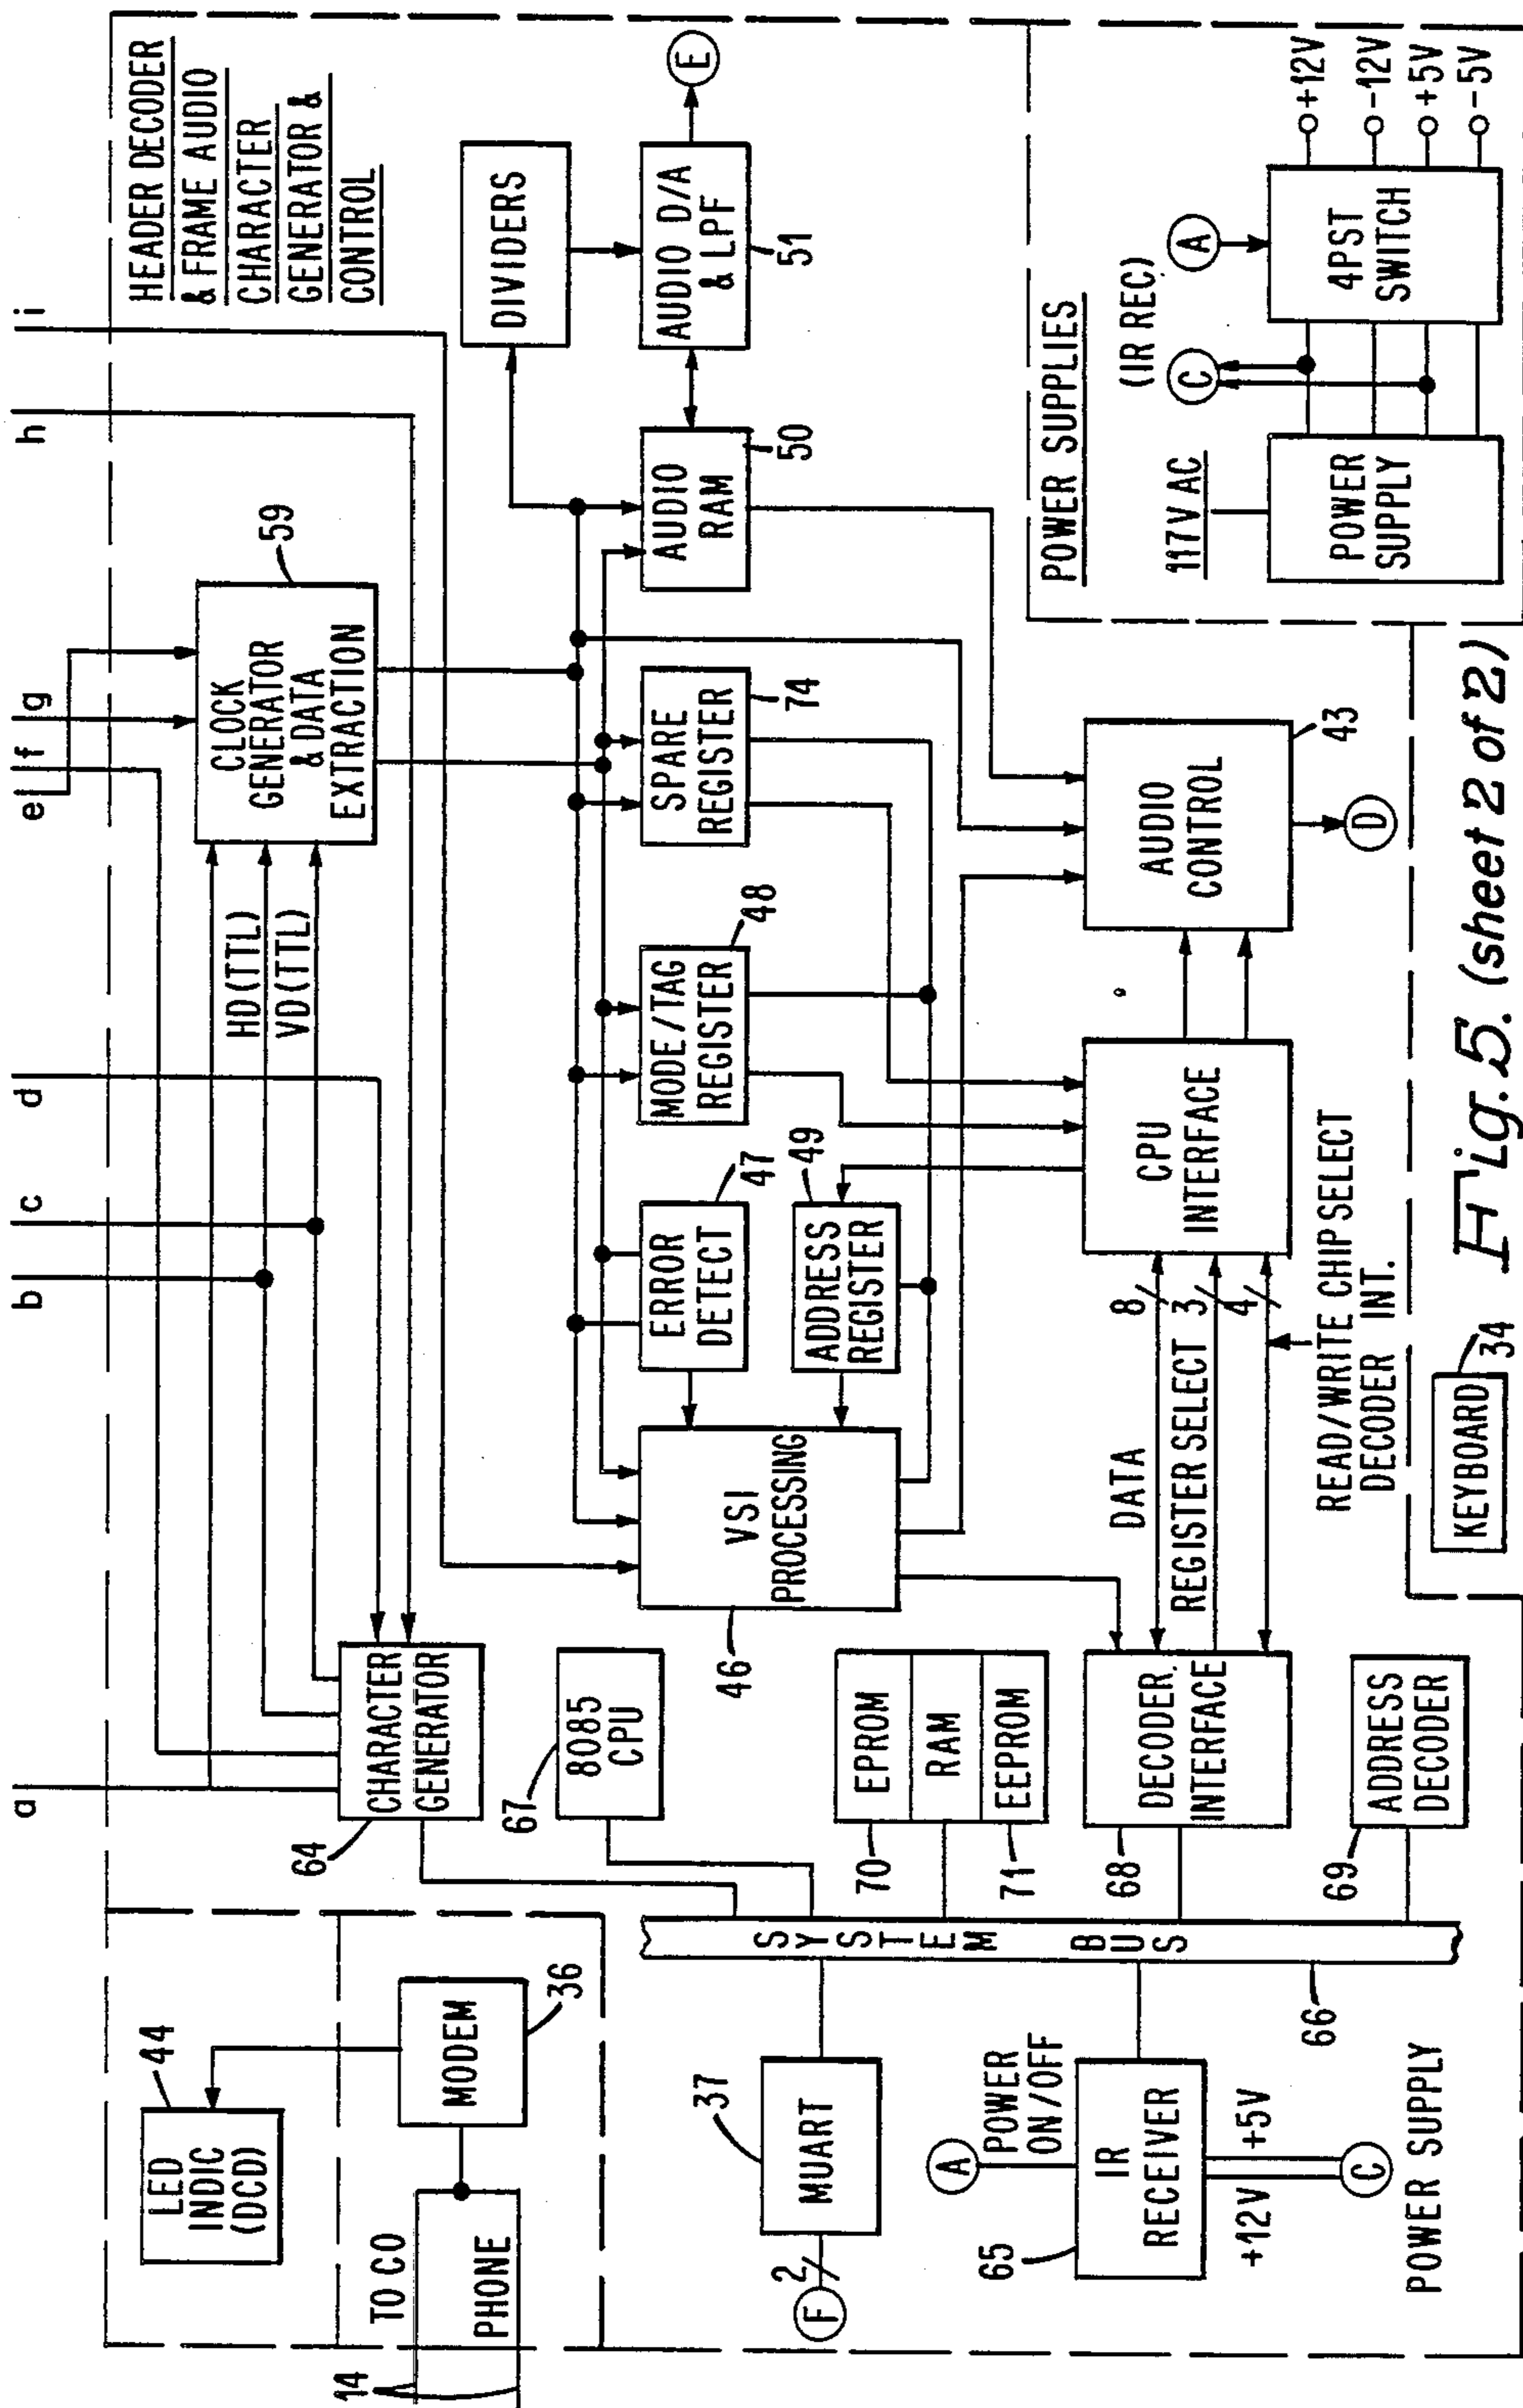 a
b
c
d
e
f
g
h
i
HEADER DECODER
& FRAME AUDIO
CHARACTER
GENERATOR &
CONTROL
LED
INDIC
(DCD)
44
TO CO
PHONE
14
MODEM
36
CHARACTER
GENERATOR
64
HD(TTL)
VD(TTL)
CLOCK
GENERATOR
& DATA
EXTRACTION
59
8085
CPU
67
DIVIDERS
VSI
PROCESSING
46
ERROR
DETECT
47
MODE/TAG
REGISTER
48
SPARE
REGISTER
74
AUDIO
RAM
50
AUDIO D/A
& LPF
51
E
ADDRESS
REGISTER
49
EPROM
RAM
EEPROM
70
71
SYSTEM BUS
66
MUART
37
2
F
A
POWER
ON/OFF
IR
RECEIVER
65
+12V
+5V
C
POWER SUPPLY
DECODER
INTERFACE
68
ADDRESS
DECODER
69
DATA
8
REGISTER SELECT
3
4
READ/WRITE CHIP SELECT
DECODER INT.
CPU
INTERFACE
AUDIO
CONTROL
43
D
KEYBOARD
34
POWER SUPPLIES
117V AC
POWER
SUPPLY
C
(IR REC)
A
4PST
SWITCH
+12V
-12V
+5V
-5V
Fig. 5. (sheet 2 of 2)